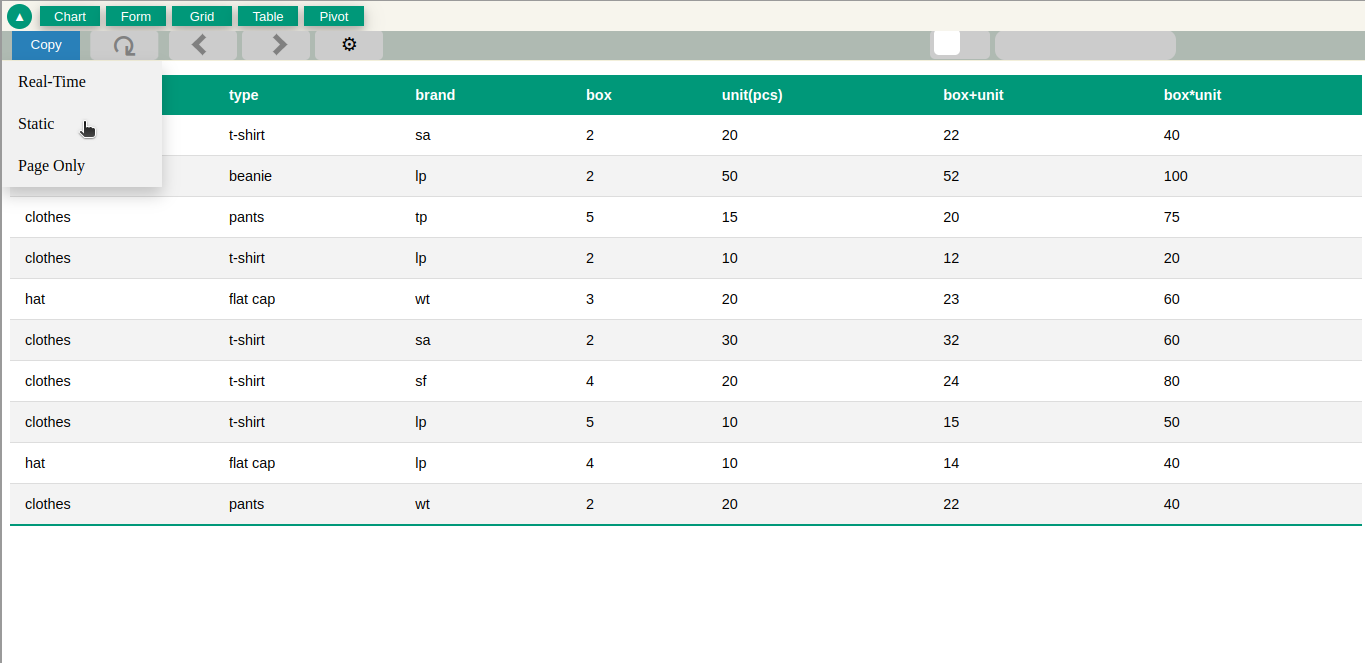 ▲ Chart Form Grid Table Pivot
Copy
Real-Time
Static
Page Only
type brand box unit(pcs) box+unit box*unit
t-shirt sa 2 20 22 40
beanie lp 2 50 52 100
clothes pants tp 5 15 20 75
clothes t-shirt lp 2 10 12 20
hat flat cap wt 3 20 23 60
clothes t-shirt sa 2 30 32 60
clothes t-shirt sf 4 20 24 80
clothes t-shirt lp 5 10 15 50
hat flat cap lp 4 10 14 40
clothes pants wt 2 20 22 40